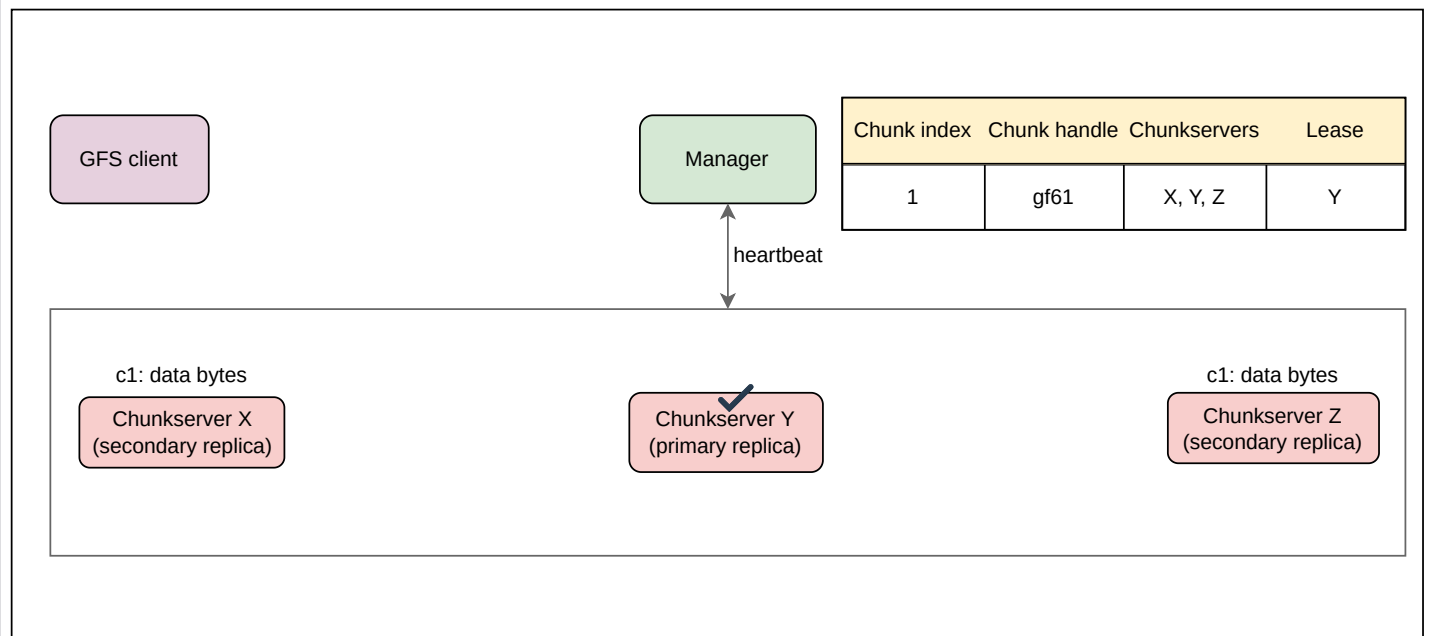 GFS client
Manager
Chunk index Chunk handle Chunkservers Lease
1 gf61 X, Y, Z Y
heartbeat
c1: data bytes
Chunkserver X
(secondary replica)
Chunkserver Y
(primary replica)
c1: data bytes
Chunkserver Z
(secondary replica)